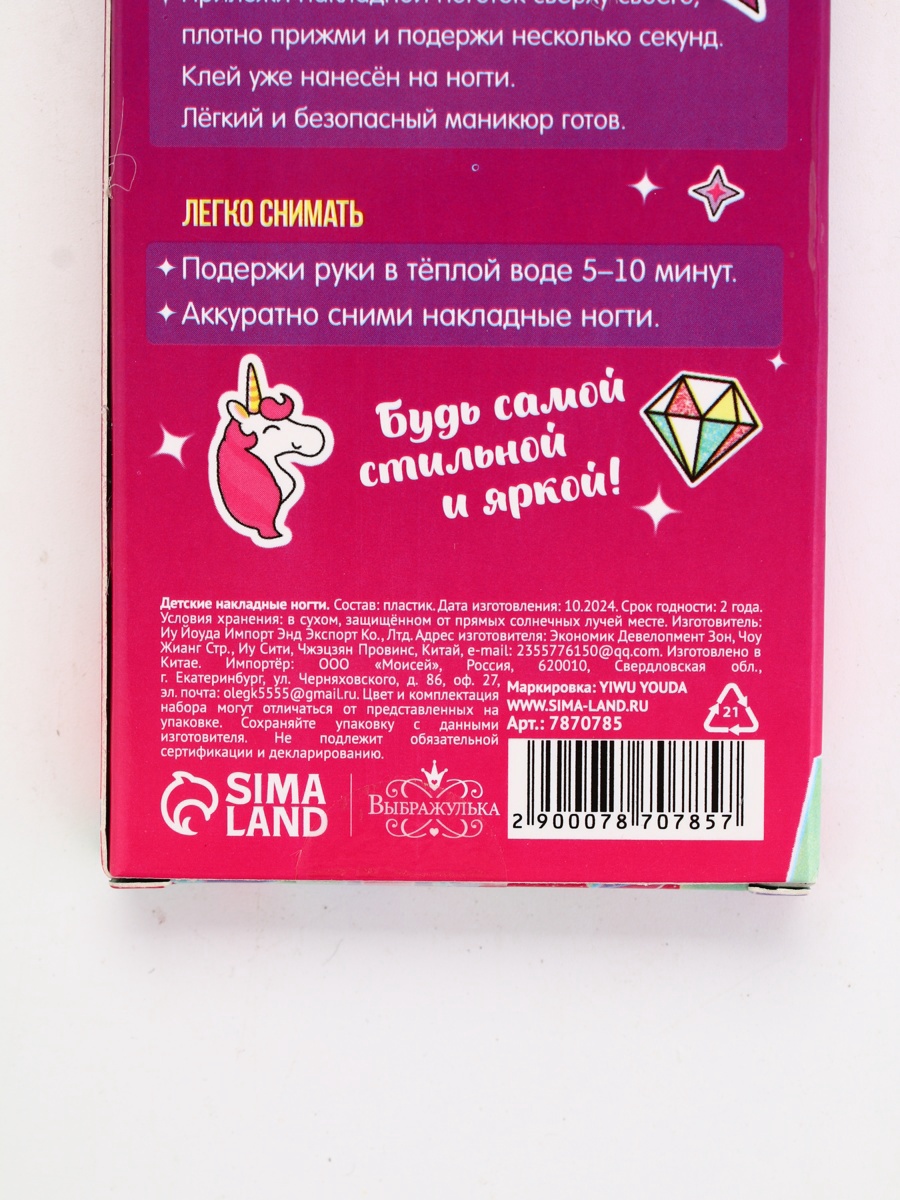 Приложи накладной ноготок сверху своего,
плотно прижми и подержи несколько секунд.
Клей уже нанесён на ногти.
Лёгкий и безопасный маникюр готов.
ЛЕГКО СНИМАТЬ
Подержи руки в тёплой воде 5–10 минут.
Аккуратно сними накладные ногти.
Будь самой
стильной
и яркой!
Детские накладные ногти. Состав: пластик. Дата изготовления: 10.2024. Срок годности: 2 года.
Условия хранения: в сухом, защищённом от прямых солнечных лучей месте. Изготовитель:
Иу Йоуда Импорт Энд Экспорт Ко., Лтд. Адрес изготовителя: Экономик Девелопмент Зон, Чоу
Жианг Стр., Иу Сити, Чжэцзян Провинс, Китай, e-mail: 2355776150@qq.com. Изготовлено в
Китае. Импортёр: ООО «Моисей», Россия, 620010, Свердловская обл.,
г. Екатеринбург, ул. Черняховского, д. 86, оф. 27,
эл. почта: olegk5555@gmail.ru. Цвет и комплектация
набора могут отличаться от представленных на
упаковке. Сохраняйте упаковку с данными
изготовителя. Не подлежит обязательной
сертификации и декларированию.
Маркировка: YIWU YOUDA
WWW.SIMA-LAND.RU
Арт.: 7870785
21
SIMA
LAND
ВЫБРАЖУЛЬКА
2 900078 707857